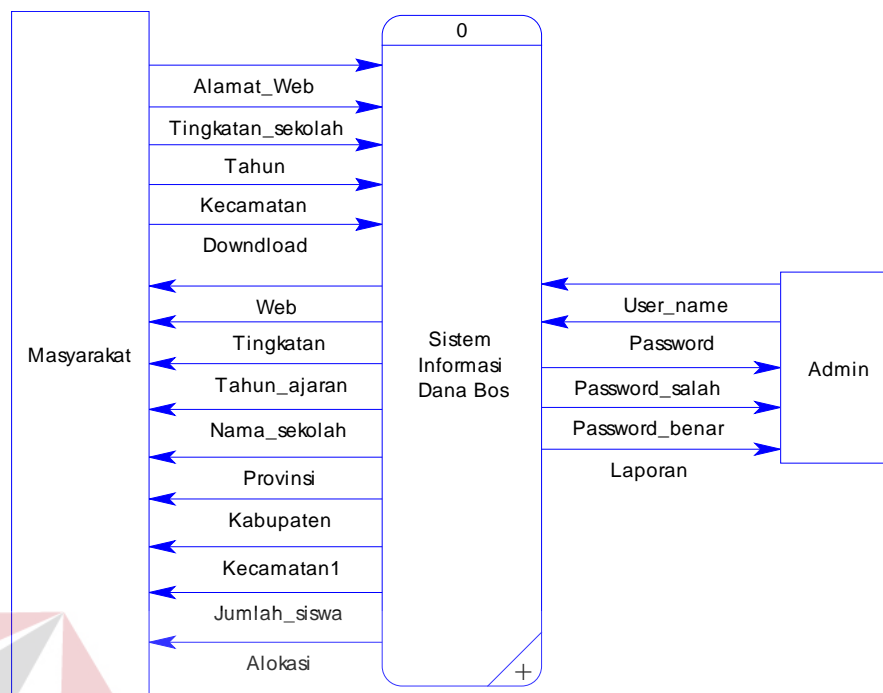 0
Alamat_Web
Tingkatan_sekolah
Tahun
Kecamatan
Downdload
Web
Tingkatan
Tahun_ajaran
Nama_sekolah
Provinsi
Kabupaten
Kecamatan1
Jumlah_siswa
Alokasi
Masyarakat
Sistem
Informasi
Dana Bos
User_name
Password
Password_salah
Password_benar
Laporan
Admin
+